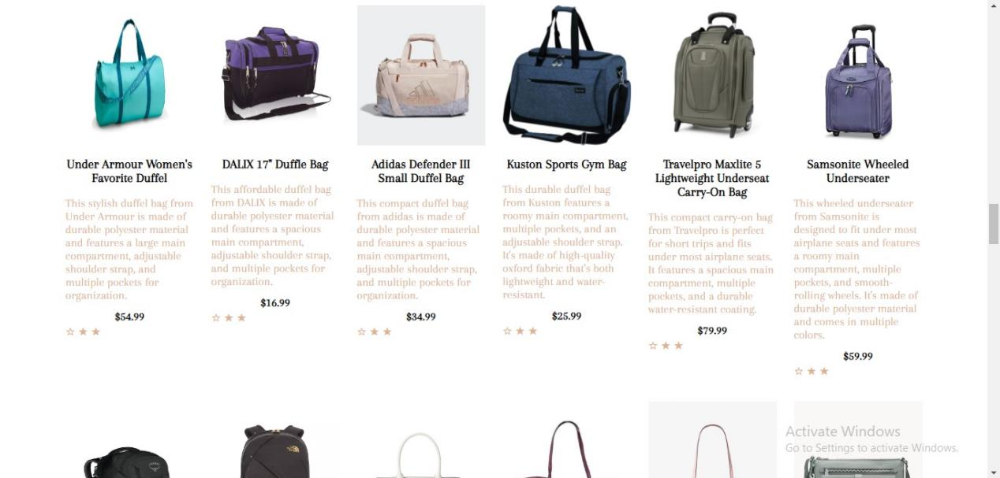 Under Armour Women's
Favorite Duffel
This stylish duffel bag from
Under Armour is made of
durable polyester material
and features a large main
compartment, adjustable
shoulder strap, and
multiple pockets for
organization.
$54.99
DALIX 17" Duffle Bag
This affordable duffel bag
from DALIX is made of
durable polyester material
and features a spacious
main compartment,
adjustable shoulder strap,
and multiple pockets for
organization.
$16.99
Adidas Defender III
Small Duffel Bag
This compact duffel bag
from adidas is made of
durable polyester material
and features a spacious
main compartment,
adjustable shoulder strap,
and multiple pockets for
organization.
$34.99
Kuston Sports Gym Bag
This durable duffel bag
from Kuston features a
roomy main compartment,
multiple pockets, and an
adjustable shoulder strap.
It's made of high-quality
oxford fabric that's both
lightweight and water-
resistant.
$25.99
Travelpro Maxlite 5
Lightweight Underseat
Carry-On Bag
This compact carry-on bag
from Travelpro is perfect
for short trips and fits
under most airplane seats.
It features a spacious main
compartment, multiple
pockets, and a durable
water-resistant coating.
$79.99
Samsonite Wheeled
Underseater
This wheeled underseater
from Samsonite is
designed to fit under most
airplane seats and features
a roomy main
compartment, multiple
pockets, and smooth-
rolling wheels. It's made of
durable polyester material
and comes in multiple
colors.
$59.99
Activate Windows
Go to Settings to activate Windows.